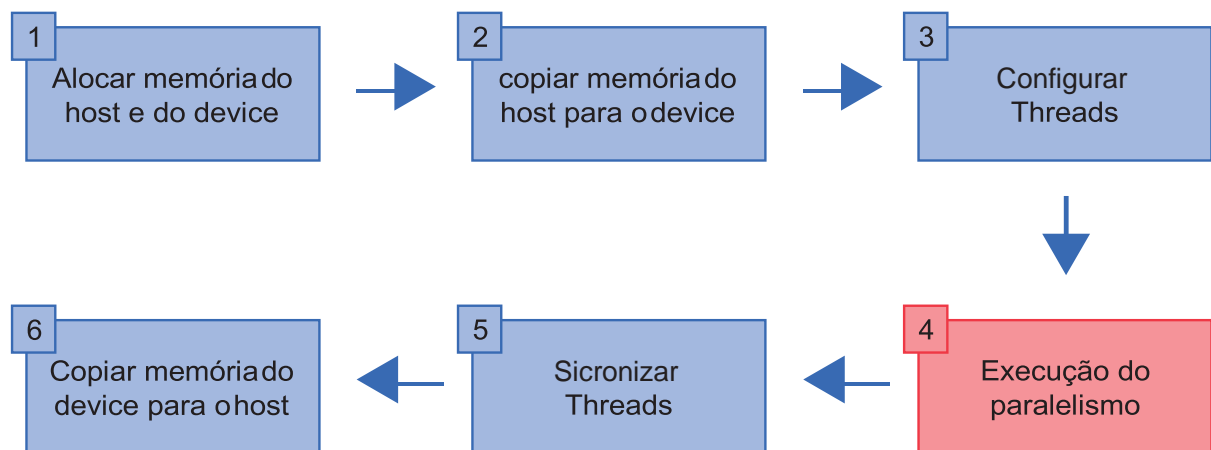 1
Alocar memória do
host e do device
2
copiar memória do
host para o device
3
Configurar
Threads
4
Execução do
paralelismo
5
Sicronizar
Threads
6
Copiar memória do
device para o host